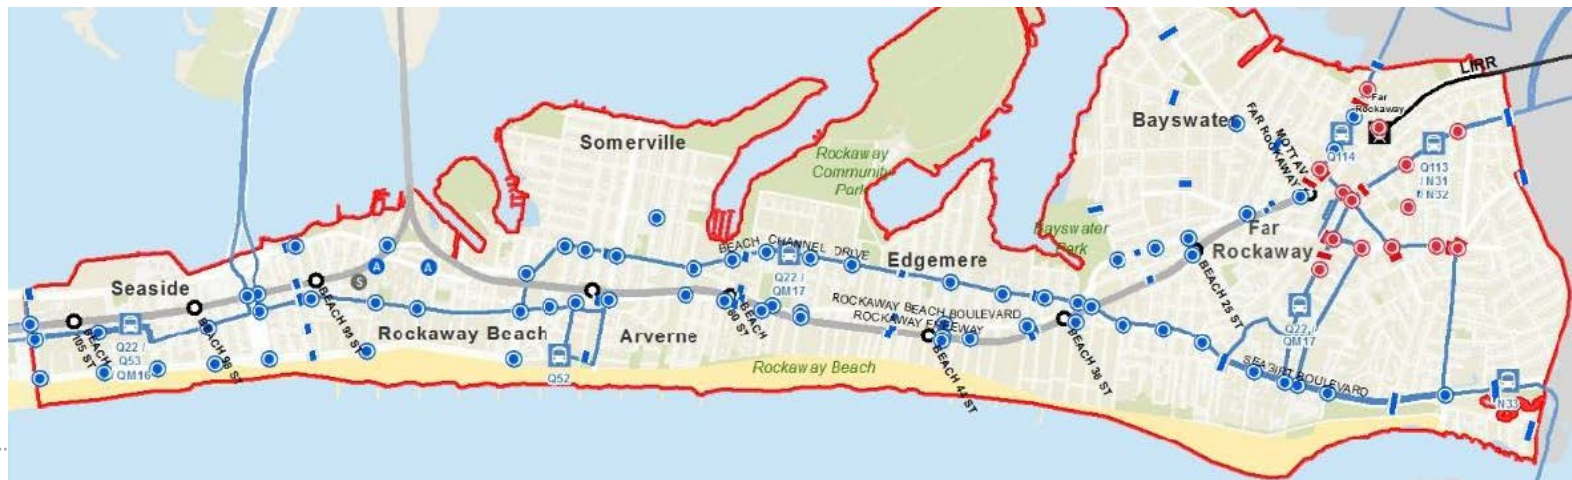 LIRR
Far
Rockaway
Bayswater
MOTT AV
FAR ROCKAWAY
Q114
Q113
N31
N32
Somerville
Rockaway
Community
Park
Bayswater
Park
Far
Rockaway
BEACH CHANNEL DRIVE
Edgemere
Q22 /
QM17
A
A
S
Seaside
BEACH
105 ST
Q22 /
Q53
QM16
BEACH 98 ST
BEACH 90 ST
Rockaway Beach
Arverne
BEACH
60 ST
ROCKAWAY BEACH BOULEVARD
ROCKAWAY FREEWAY
BEACH 44 ST
BEACH 36 ST
BEACH 25 ST
Q22 /
QM17
Q52
Rockaway Beach
SEAGIRT BOULEVARD
N33